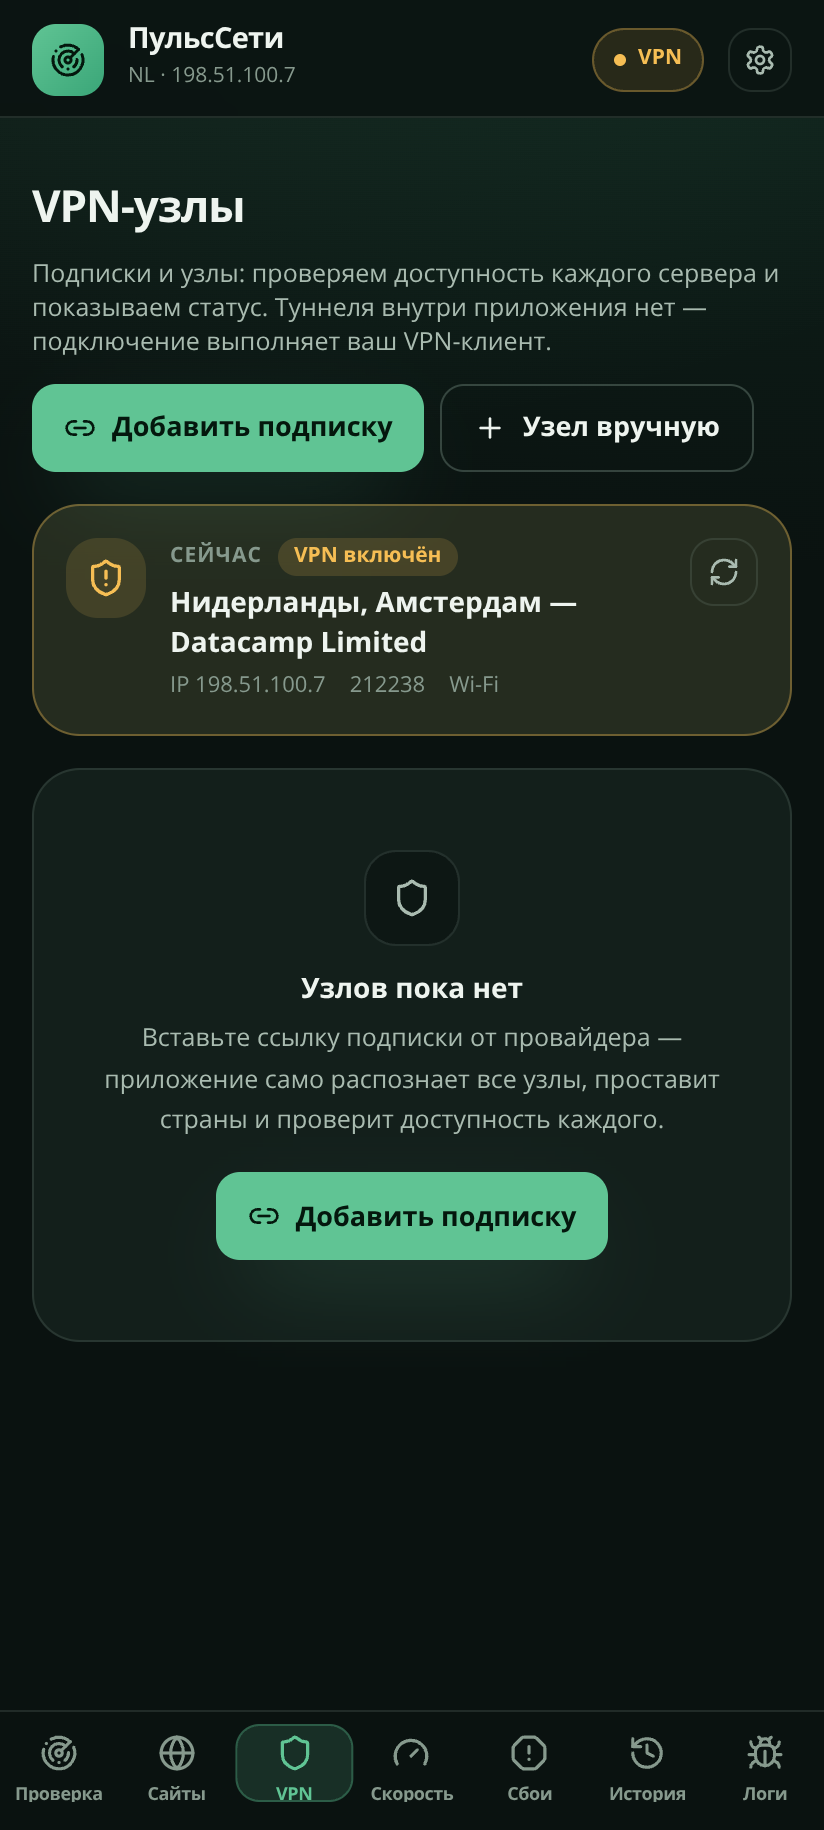 ПульсСети
NL · 198.51.100.7
VPN
VPN-узлы
Подписки и узлы: проверяем доступность каждого сервера и
показываем статус. Туннеля внутри приложения нет —
подключение выполняет ваш VPN-клиент.
Добавить подписку
Узел вручную
СЕЙЧАС
VPN включён
Нидерланды, Амстердам —
Datacamp Limited
IP 198.51.100.7 212238 Wi-Fi
Узлов пока нет
Вставьте ссылку подписки от провайдера —
приложение само распознает все узлы, проставит
страны и проверит доступность каждого.
Добавить подписку
Проверка
Сайты
VPN
Скорость
Сбои
История
Логи